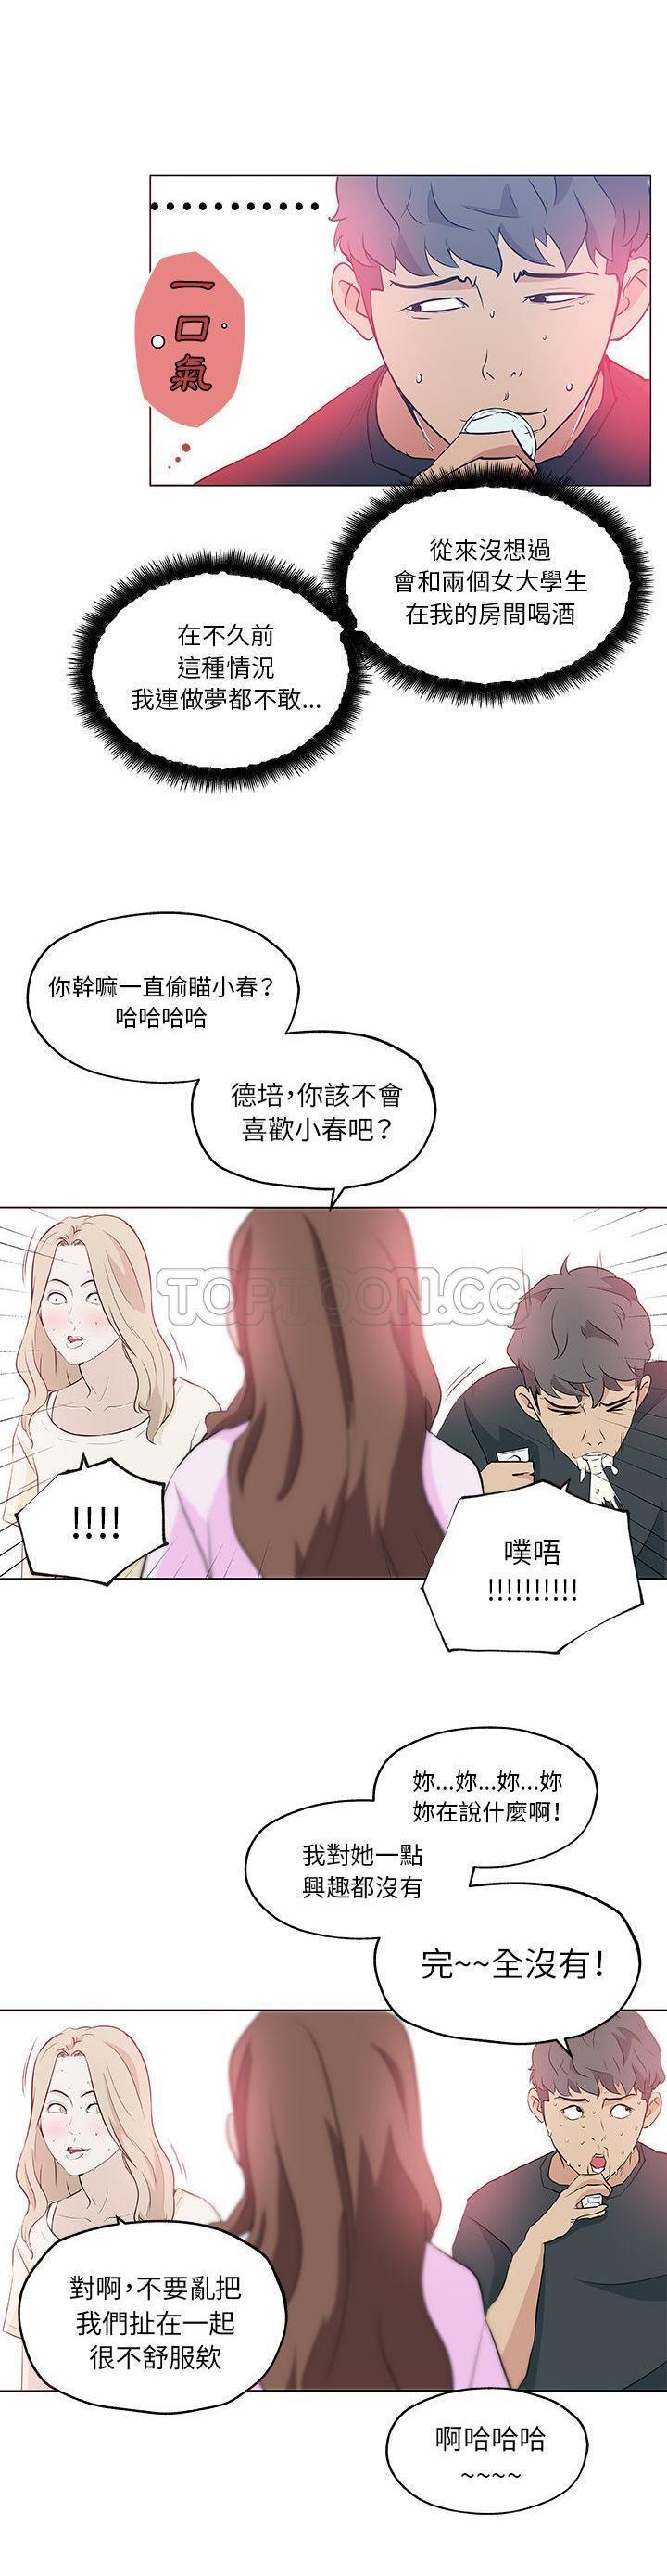 ............
一口氣
從來沒想過
會和兩個女大學生
在我的房間喝酒
在不久前
這種情況
我連做夢都不敢...
你幹嘛一直偷瞄小春？
哈哈哈哈
德培，你該不會
喜歡小春吧？
TOPTOON.CC
!!!!
噗唔
!!!!!!!!!!
妳...妳...妳...妳
妳在說什麼啊!
我對她一點
興趣都沒有
完~~全沒有!
對啊，不要亂把
我們扯在一起
很不舒服欸
啊哈哈哈
~~~~